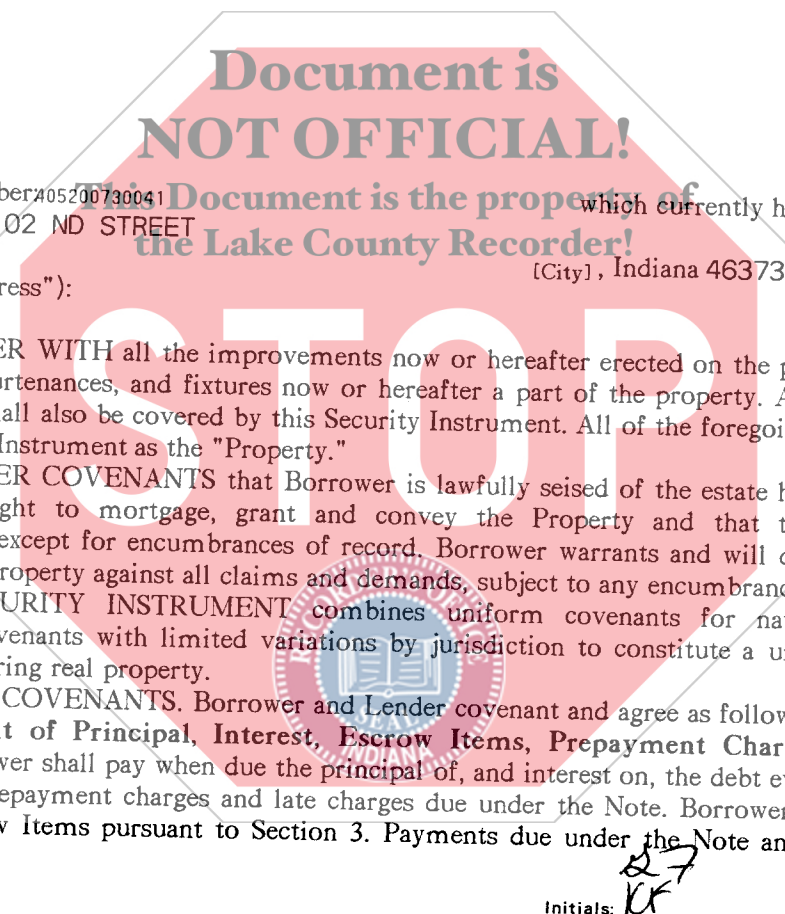 Document is
NOT OFFICIAL!
This Document is the property of
the Lake County Recorder!
ber:405200730041 which currently h
02 ND STREET
[City], Indiana 46373
ress"):
STOP
ER WITH all the improvements now or hereafter erected on the p
urtenances, and fixtures now or hereafter a part of the property. A
all also be covered by this Security Instrument. All of the foregoi
Instrument as the "Property."
ER COVENANTS that Borrower is lawfully seised of the estate h
ght to mortgage, grant and convey the Property and that t
except for encumbrances of record. Borrower warrants and will d
roperty against all claims and demands, subject to any encumbranc
URITY INSTRUMENT combines uniform covenants for na
venants with limited variations by jurisdiction to constitute a u
ring real property.
COVENANTS. Borrower and Lender covenant and agree as follow
t of Principal, Interest, Escrow Items, Prepayment Char
wer shall pay when due the principal of, and interest on, the debt e
epayment charges and late charges due under the Note. Borrower
w Items pursuant to Section 3. Payments due under the Note an
RECORDER'S OFFICE
SEAL
INDIANA
Initials: